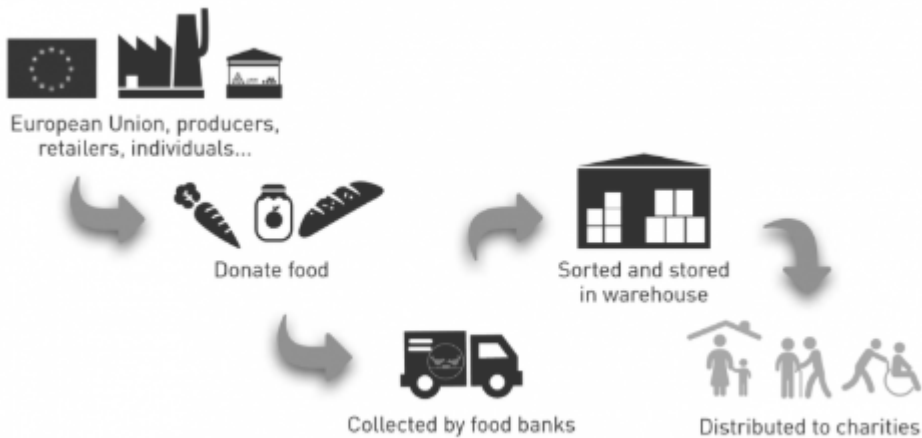 European Union, producers,
retailers, individuals...
Donate food
Collected by food banks
Sorted and stored
in warehouse
Distributed to charities